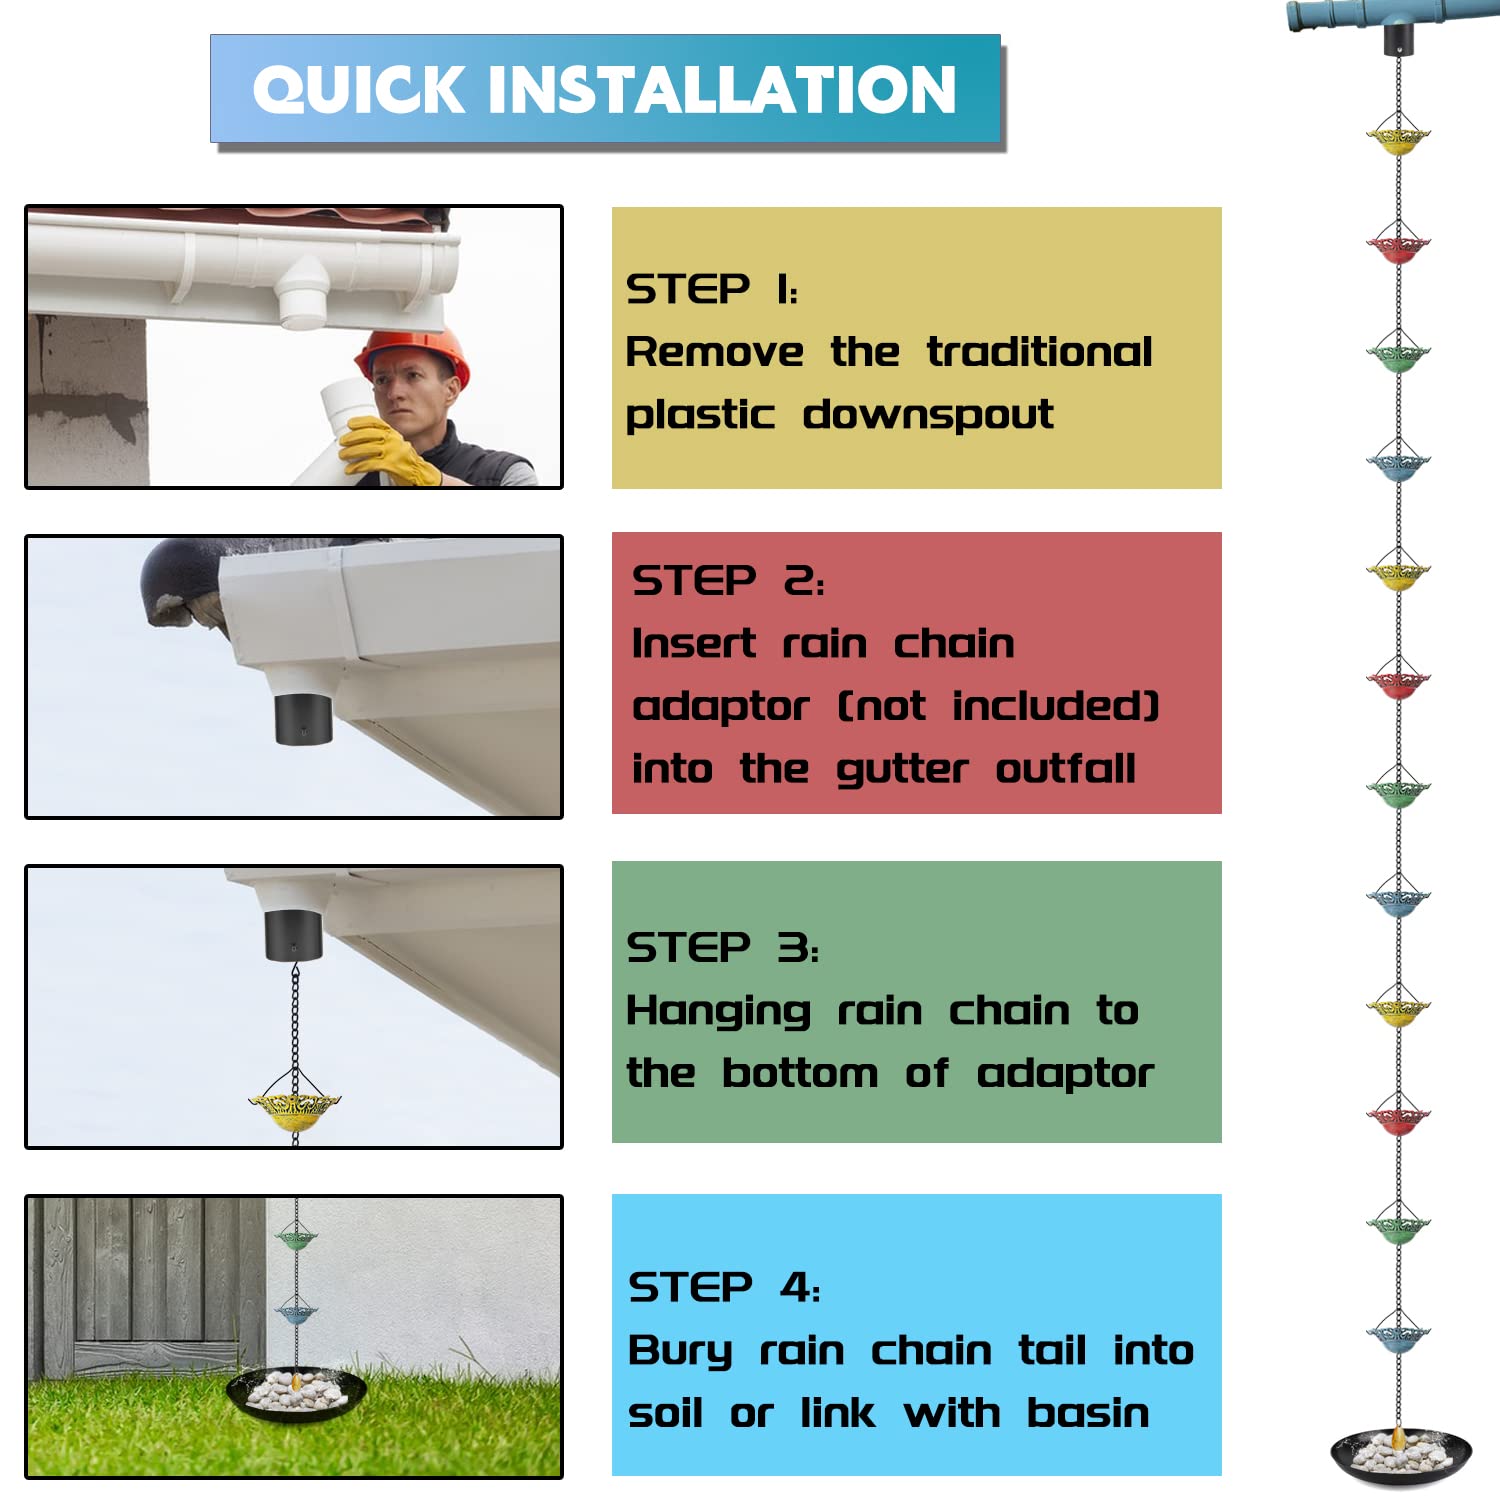 QUICK INSTALLATION
STEP 1:
Remove the traditional
plastic downspout
STEP 2:
Insert rain chain
adaptor (not included)
into the gutter outfall
STEP 3:
Hanging rain chain to
the bottom of adaptor
STEP 4:
Bury rain chain tail into
soil or link with basin